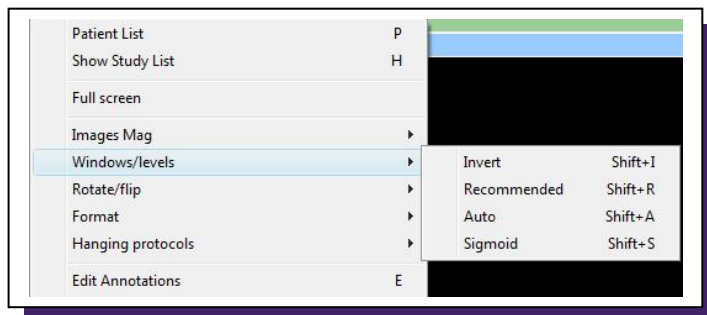 Patient List P
Show Study List H
Full screen
Images Mag
Windows/levels
Rotate/flip
Format
Hanging protocols
Edit Annotations E
Invert Shift+I
Recommended Shift+R
Auto Shift+A
Sigmoid Shift+S